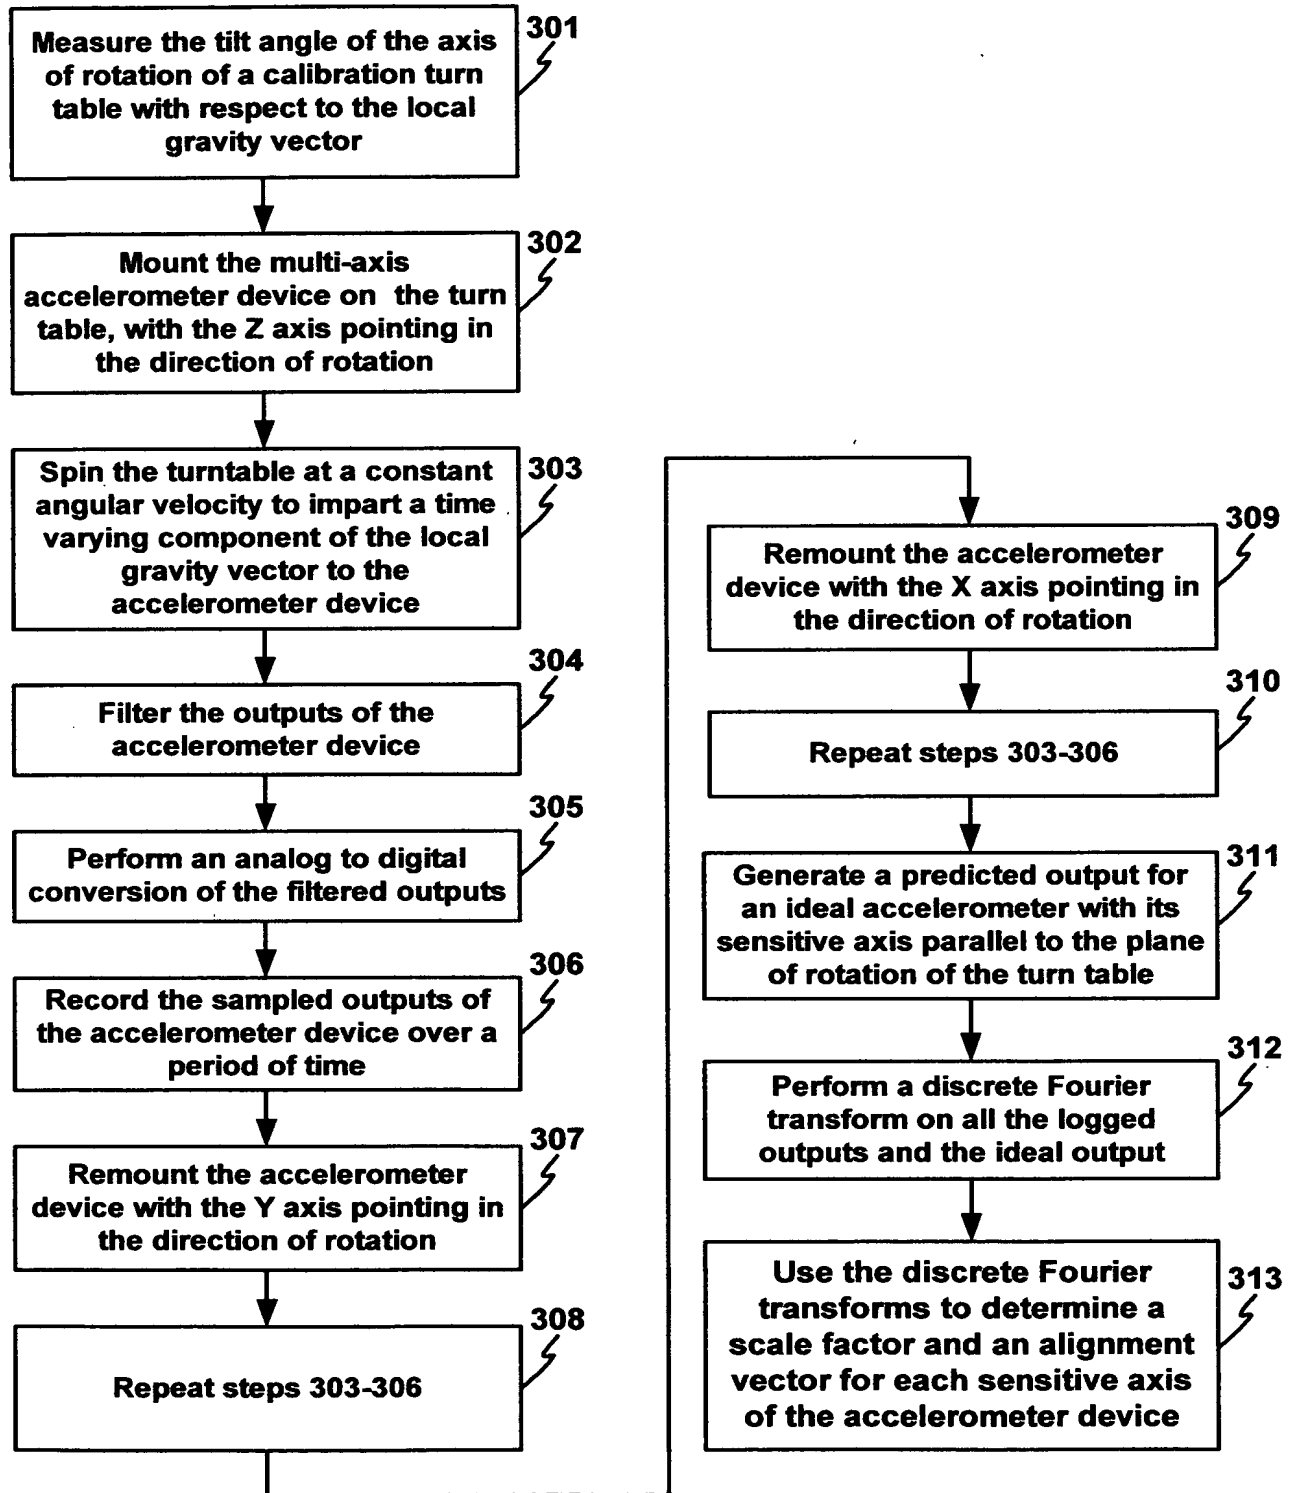 301
Measure the tilt angle of the axis
of rotation of a calibration turn
table with respect to the local
gravity vector
302
Mount the multi-axis
accelerometer device on the turn
table, with the Z axis pointing in
the direction of rotation
303
Spin the turntable at a constant
angular velocity to impart a time
varying component of the local
gravity vector to the
accelerometer device
304
Filter the outputs of the
accelerometer device
305
Perform an analog to digital
conversion of the filtered outputs
306
Record the sampled outputs of
the accelerometer device over a
period of time
307
Remount the accelerometer
device with the Y axis pointing in
the direction of rotation
308
Repeat steps 303-306
309
Remount the accelerometer
device with the X axis pointing in
the direction of rotation
310
Repeat steps 303-306
311
Generate a predicted output for
an ideal accelerometer with its
sensitive axis parallel to the plane
of rotation of the turn table
312
Perform a discrete Fourier
transform on all the logged
outputs and the ideal output
313
Use the discrete Fourier
transforms to determine a
scale factor and an alignment
vector for each sensitive axis
of the accelerometer device